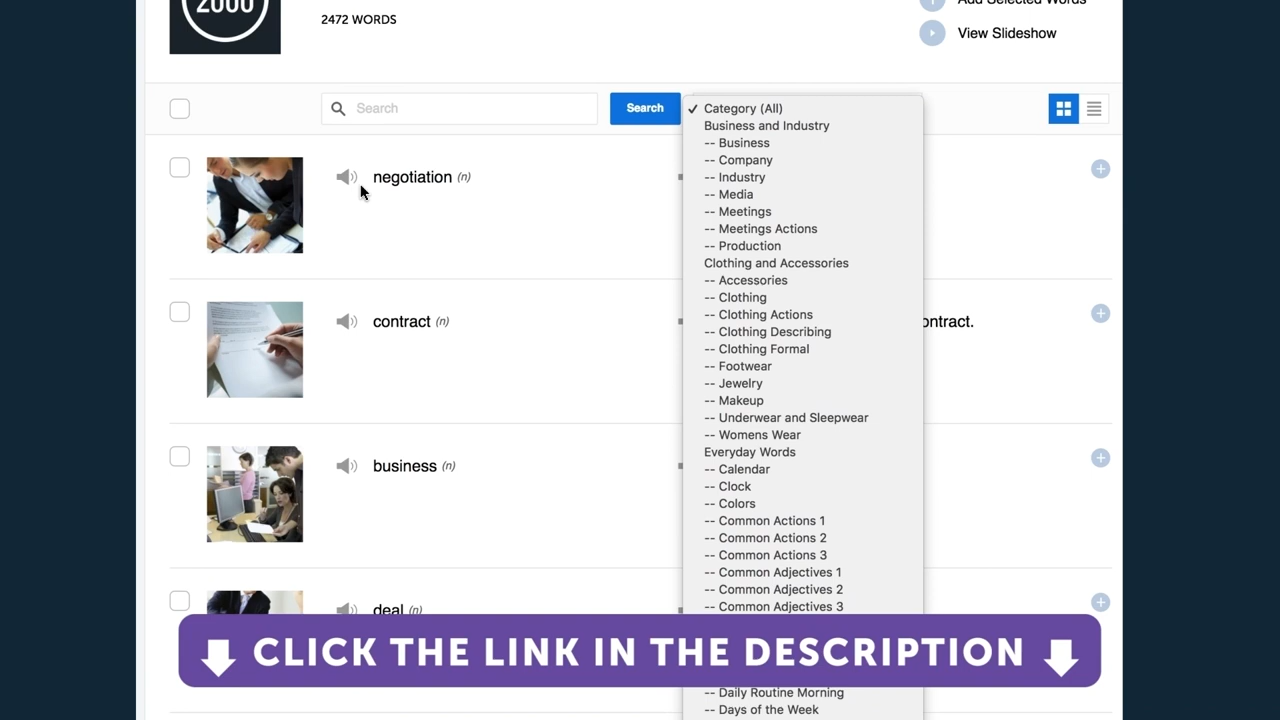 2000
2472 WORDS
Add Selected Words
View Slideshow
Search
Search
Category (All)
Business and Industry
-- Business
-- Company
-- Industry
-- Media
-- Meetings
-- Meetings Actions
-- Production
Clothing and Accessories
-- Accessories
-- Clothing
-- Clothing Actions
-- Clothing Describing
-- Clothing Formal
-- Footwear
-- Jewelry
-- Makeup
-- Underwear and Sleepwear
-- Womens Wear
Everyday Words
-- Calendar
-- Clock
-- Colors
-- Common Actions 1
-- Common Actions 2
-- Common Actions 3
-- Common Adjectives 1
-- Common Adjectives 2
-- Common Adjectives 3
-- Daily Routine Morning
-- Days of the Week
negotiation (n)
contract (n)
ontract.
business (n)
deal (n)
CLICK THE LINK IN THE DESCRIPTION